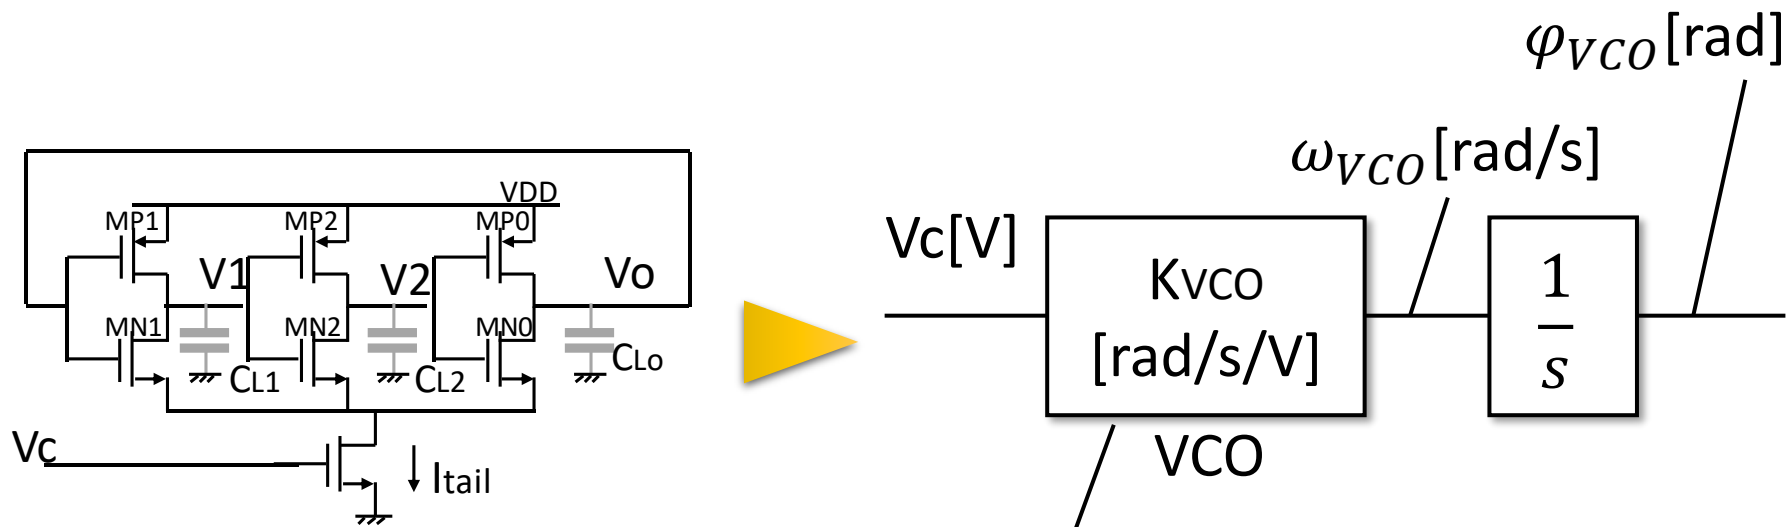 φVCO[rad]
ωVCO[rad/s]
VDD
MP1
MP2
MP0
V1
V2
Vo
Vc[V]
KVCO
[rad/s/V]
1
s
MN1
MN2
MN0
CL1
CL2
CLo
VCO
Vc
Itail